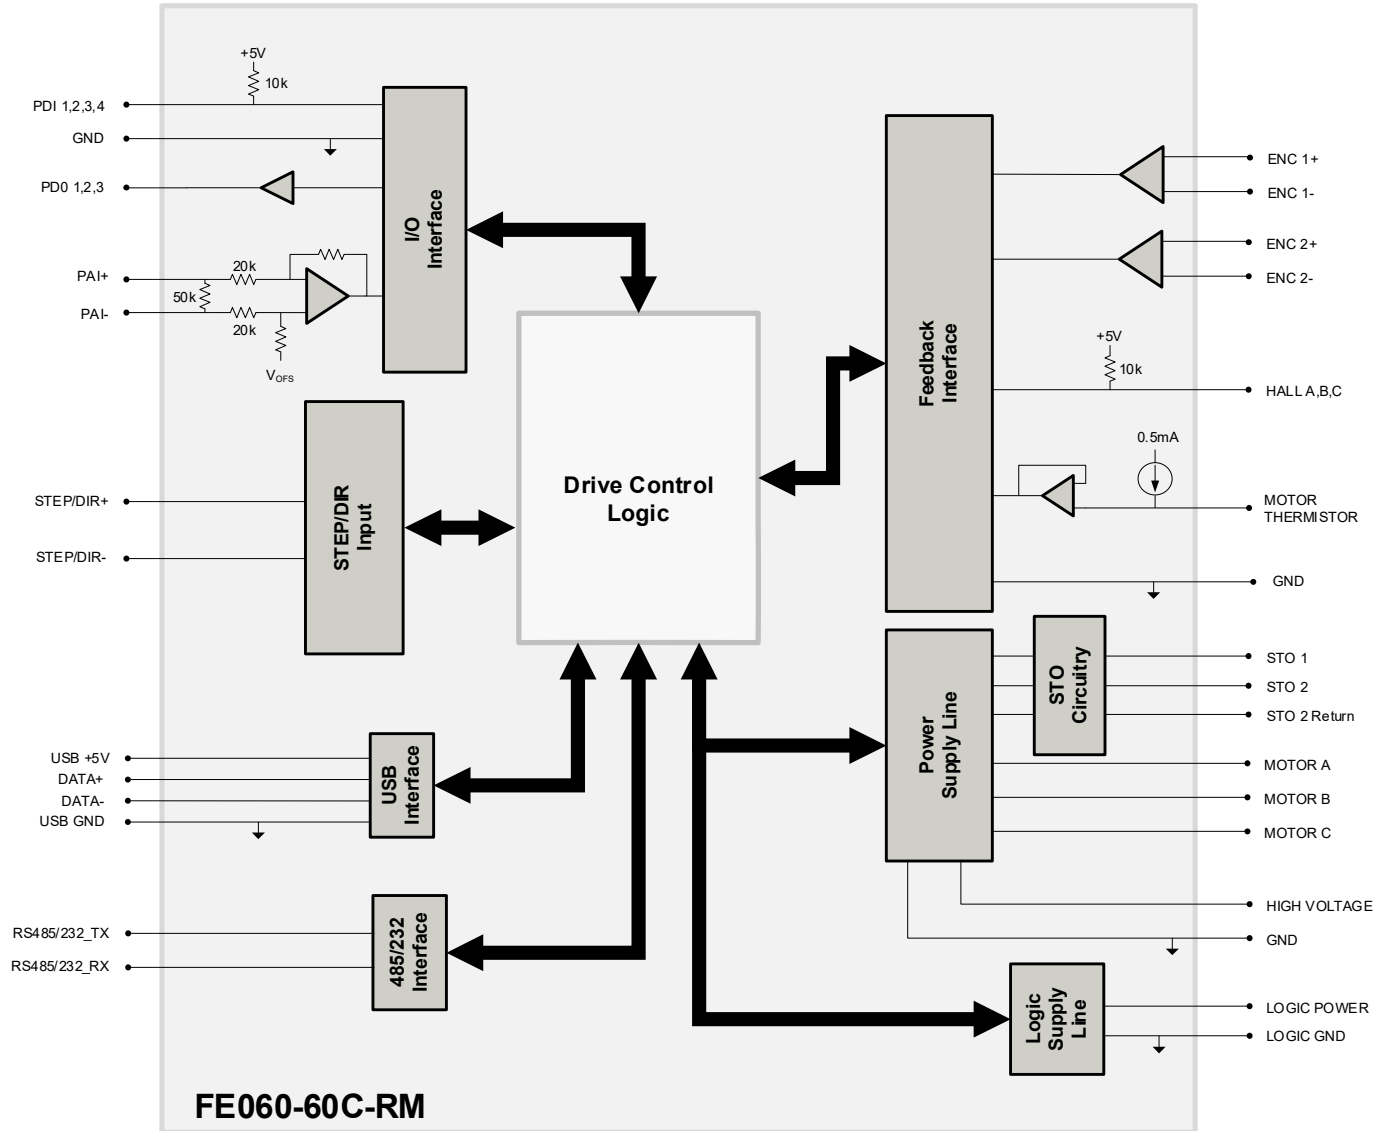 +5V
10k
PDI 1,2,3,4
GND
PD0 1,2,3
PAI+
20k
50k
PAI-
20k
VOFS
I/O
Interface
STEP/DIR+
STEP/DIR-
STEP/DIR
Input
Drive Control
Logic
Feedback
Interface
ENC 1+
ENC 1-
ENC 2+
ENC 2-
+5V
10k
HALL A,B,C
0.5mA
MOTOR
THERMISTOR
GND
USB +5V
DATA+
DATA-
USB GND
USB
Interface
RS485/232_TX
RS485/232_RX
485/232
Interface
Power
Supply Line
STO
Circuitry
STO 1
STO 2
STO 2 Return
MOTOR A
MOTOR B
MOTOR C
HIGH VOLTAGE
GND
Logic
Supply
Line
LOGIC POWER
LOGIC GND
FE060-60C-RM